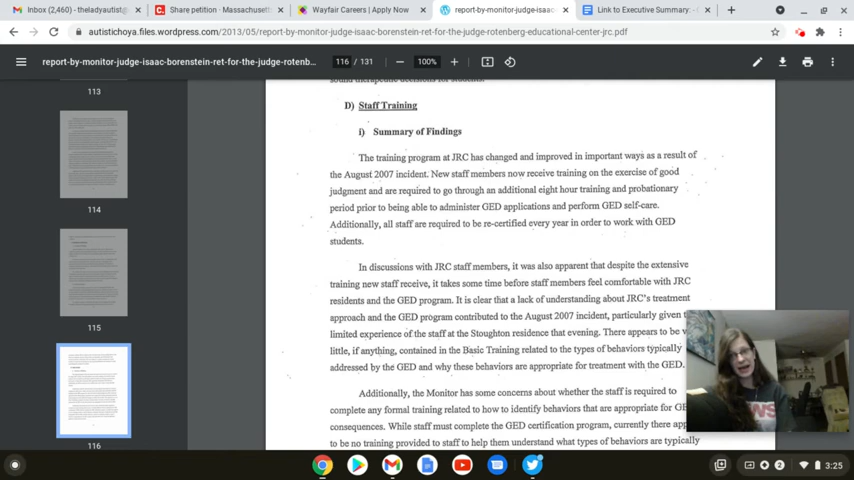 Inbox (2,460) - theladyautist@
Share petition · Massachusett
Wayfair Careers | Apply Now
report-by-monitor-judge-isaac-
Link to Executive Summary: -
autistichoya.files.wordpress.com/2013/05/report-by-monitor-judge-isaac-borenstein-ret-for-the-judge-rotenberg-educational-center-jrc.pdf
report-by-monitor-judge-isaac-borenstein-ret-for-the-judge-rotenb...
116 / 131
100%
113
114
115
116
sound therapeutic decisions for students.
D) Staff Training
i) Summary of Findings
The training program at JRC has changed and improved in important ways as a result of
the August 2007 incident. New staff members now receive training on the exercise of good
judgment and are required to go through an additional eight hour training and probationary
period prior to being able to administer GED applications and perform GED self-care.
Additionally, all staff are required to be re-certified every year in order to work with GED
students.
In discussions with JRC staff members, it was also apparent that despite the extensive
training new staff receive, it takes some time before staff members feel comfortable with JRC
residents and the GED program. It is clear that a lack of understanding about JRC's treatment
approach and the GED program contributed to the August 2007 incident, particularly given t
limited experience of the staff at the Stoughton residence that evening. There appears to be v
little, if anything, contained in the Basic Training related to the types of behaviors typically
addressed by the GED and why these behaviors are appropriate for treatment with the GED.
Additionally, the Monitor has some concerns about whether the staff is required to
complete any formal training related to how to identify behaviors that are appropriate for GE
consequences. While staff must complete the GED certification program, currently there app
to be no training provided to staff to help them understand what types of behaviors are typically
2
3:25